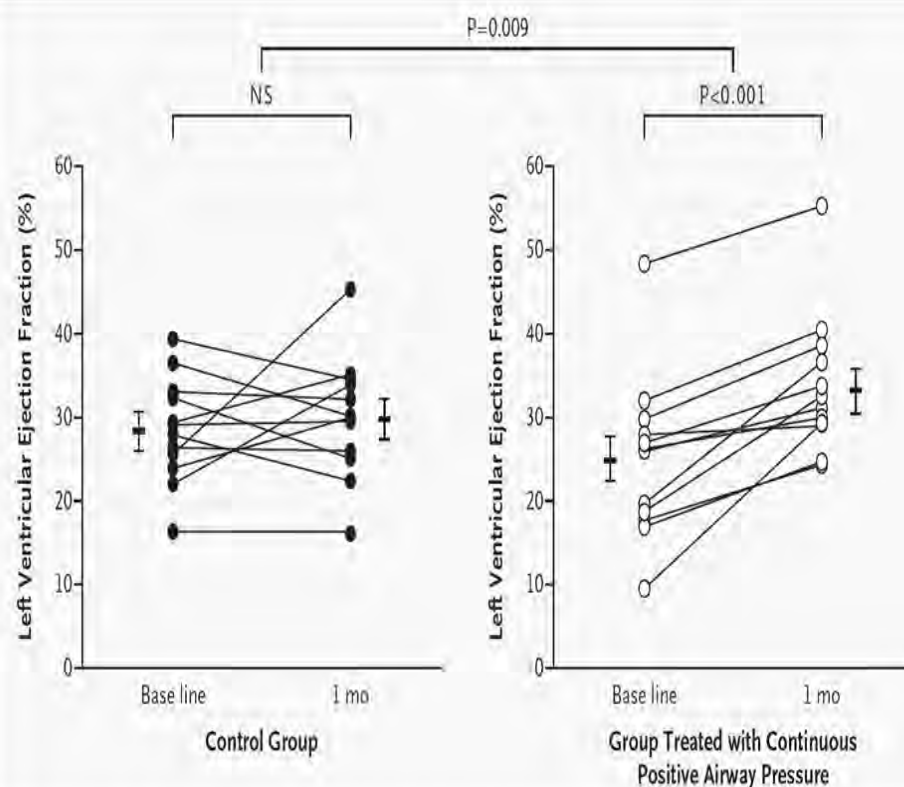 P=0.009
NS
P<0.001
Left Ventricular Ejection Fraction (%)
60
50
40
30
20
10
0
Base line 1 mo
Control Group
Left Ventricular Ejection Fraction (%)
60
50
40
30
20
10
0
Base line 1 mo
Group Treated with Continuous
Positive Airway Pressure